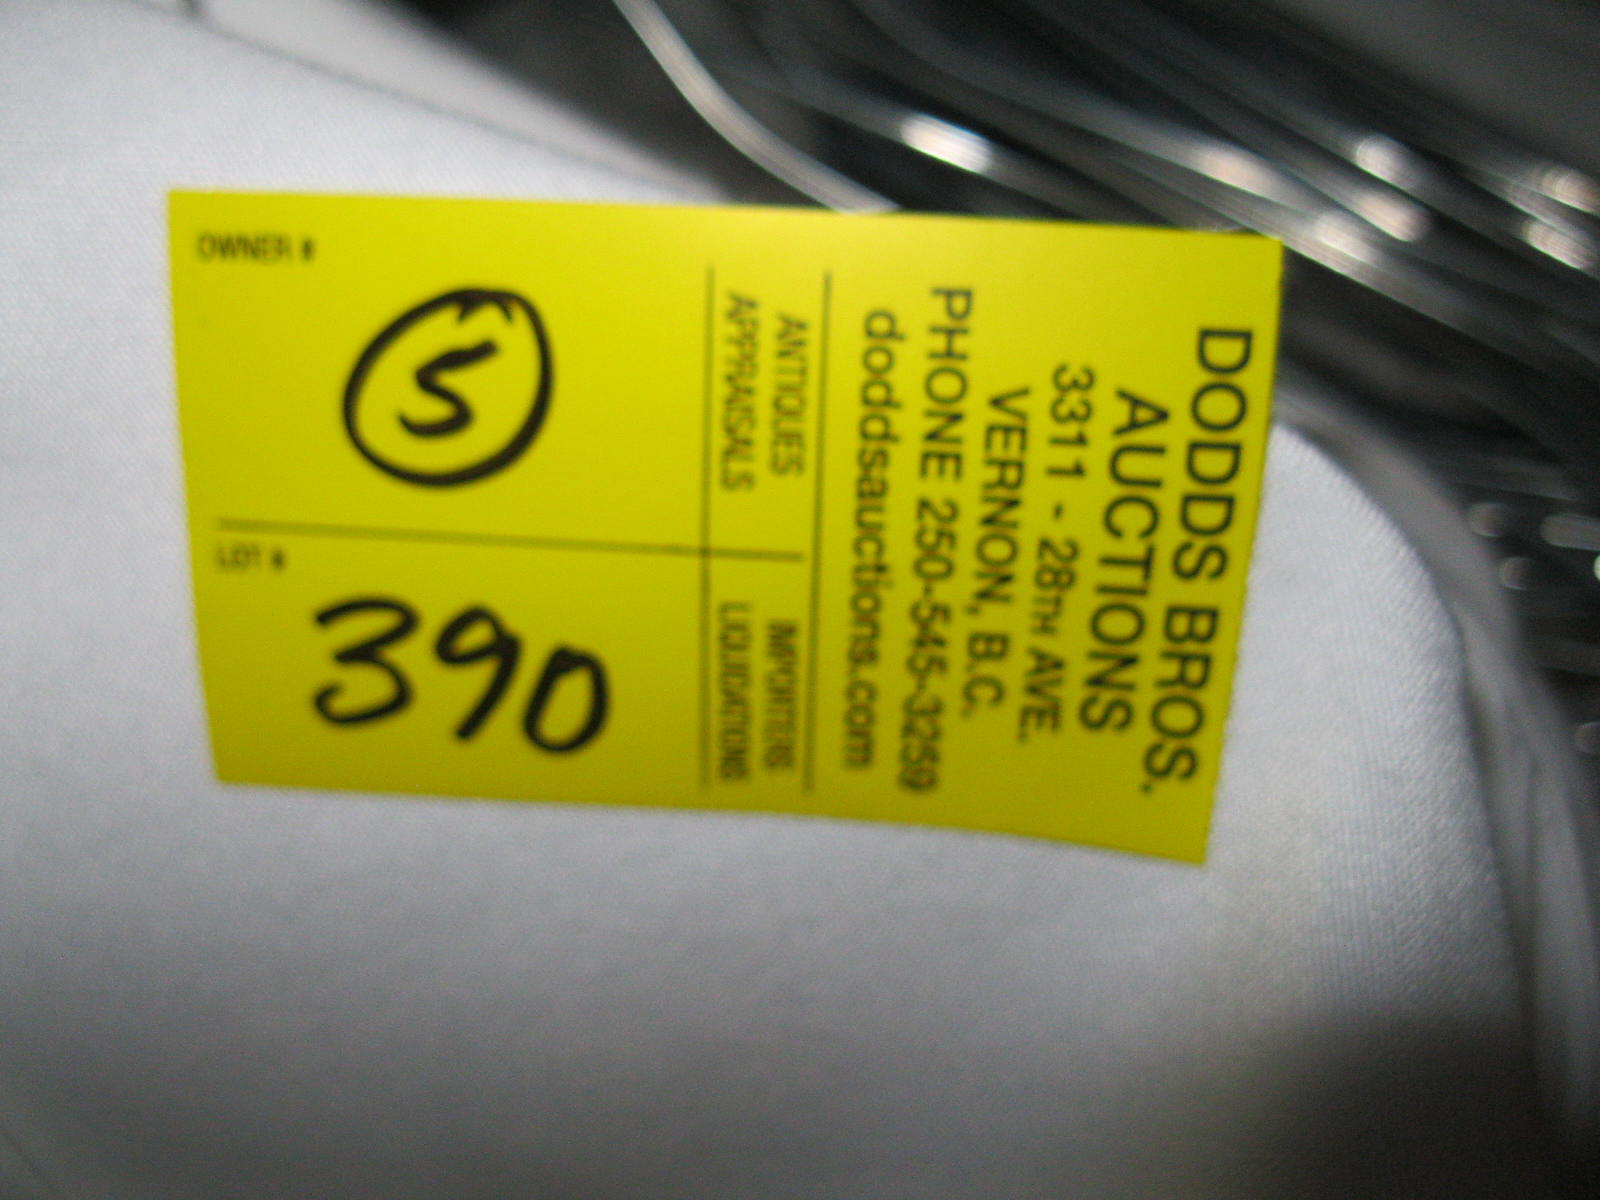 DODDS BROS.
AUCTIONS
3311 - 28TH AVE.
VERNON, B.C.
PHONE 250-545-3259
doddsauctions.com
ANTIQUES
APPRAISALS
IMPORTERS
LIQUIDATIONS
OWNER #
LOT #
390